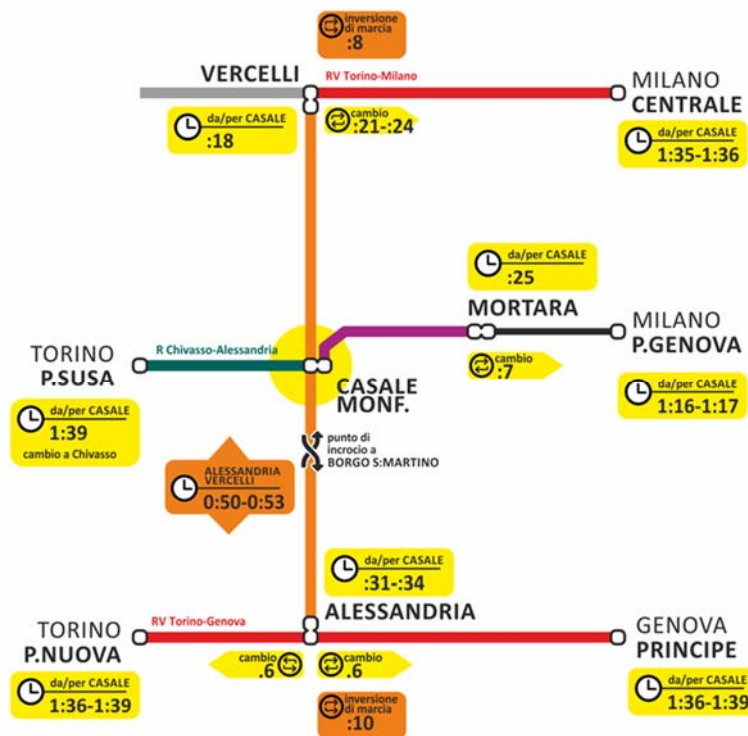 inversione
di marcia
:8
VERCELLI
RV Torino-Milano
MILANO
CENTRALE
da/per CASALE
:18
cambio
:21-:24
da/per CASALE
1:35-1:36
da/per CASALE
:25
MORTARA
MILANO
P.GENOVA
R Chivasso-Alessandria
TORINO
P.SUSA
cambio
:7
CASALE
MONF.
da/per CASALE
1:16-1:17
da/per CASALE
1:39
cambio a Chivasso
punto di
incrocio a
BORGO S:MARTINO
ALESSANDRIA
VERCELLI
0:50-0:53
da/per CASALE
:31-:34
ALESSANDRIA
RV Torino-Genova
TORINO
P.NUOVA
GENOVA
PRINCIPE
cambio
.6
cambio
.6
da/per CASALE
1:36-1:39
inversione
di marcia
:10
da/per CASALE
1:36-1:39